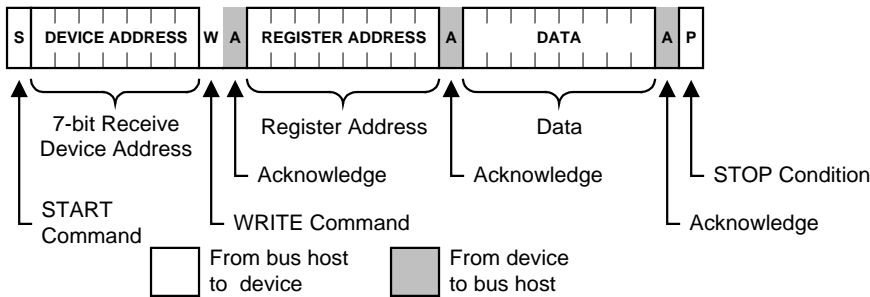 S DEVICE ADDRESS W A REGISTER ADDRESS A DATA A P
7-bit Receive
Device Address
Register Address
Data
Acknowledge
Acknowledge
STOP Condition
START
Command
WRITE Command
Acknowledge
From bus host
to device
From device
to bus host